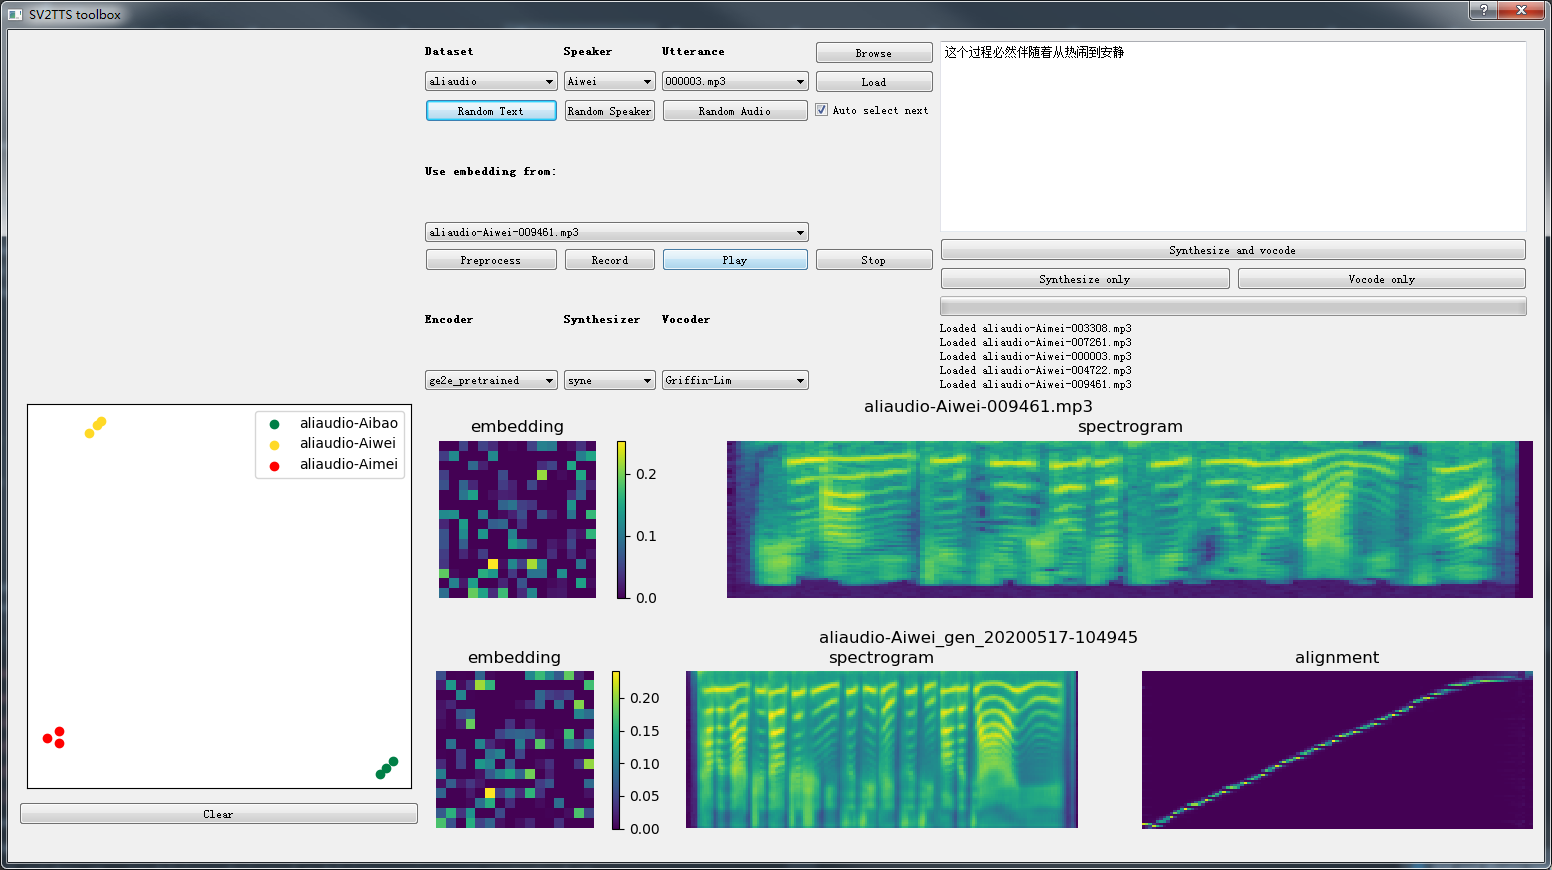 SV2TTS toolbox
Dataset Speaker Utterance Browse
aliaudio Aiwei 000003.mp3 Load
Random Text Random Speaker Random Audio Auto select next
这个过程必然伴随着从热闹到安静
Use embedding from:
aliaudio-Aiwei-009461.mp3
Preprocess Record Play Stop
Synthesize and vocode
Synthesize only Vocode only
Encoder Synthesizer Vocoder
ge2e_pretrained syne Griffin-Lim
Loaded aliaudio-Aimei-003308.mp3
Loaded aliaudio-Aimei-007261.mp3
Loaded aliaudio-Aiwei-000003.mp3
Loaded aliaudio-Aiwei-004722.mp3
Loaded aliaudio-Aiwei-009461.mp3
aliaudio-Aibao
aliaudio-Aiwei
aliaudio-Aimei
Clear
aliaudio-Aiwei-009461.mp3
embedding spectrogram
0.2
0.1
0.0
aliaudio-Aiwei_gen_20200517-104945
embedding spectrogram alignment
0.20
0.15
0.10
0.05
0.00